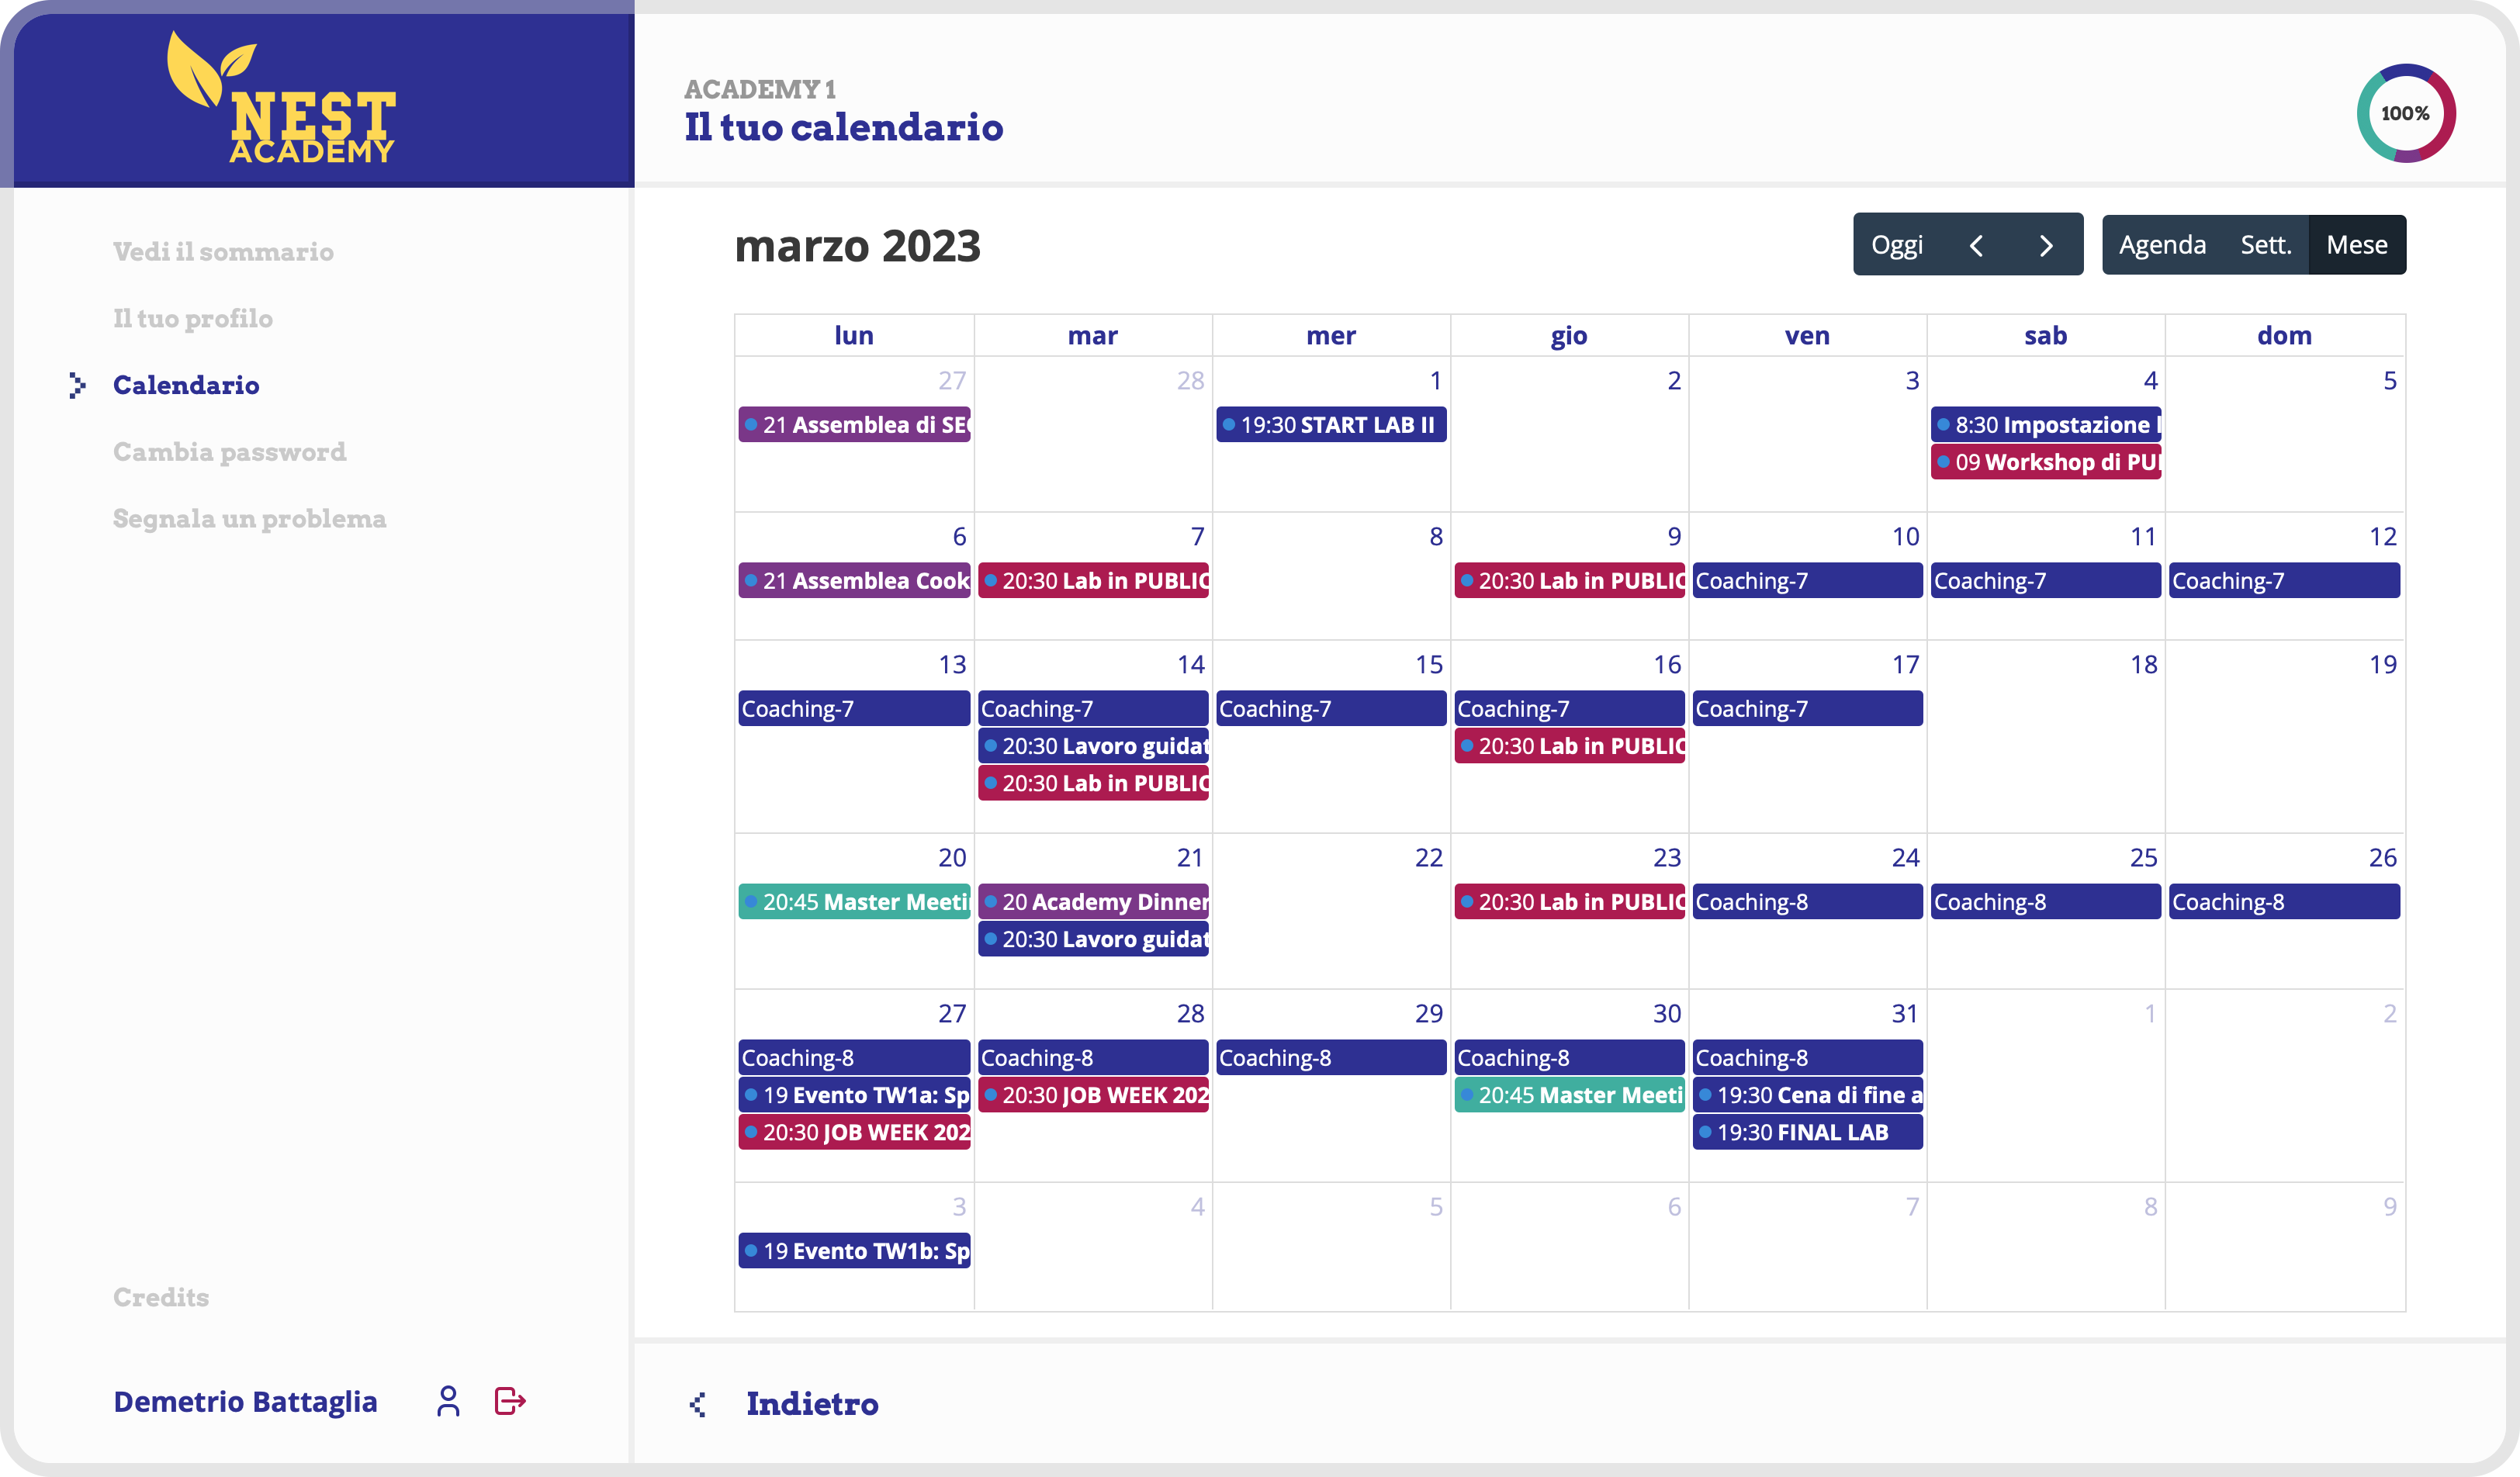 NEST
ACADEMY
ACADEMY 1
Il tuo calendario
100%
Vedi il sommario
Il tuo profilo
Calendario
Cambia password
Segnala un problema
Credits
Demetrio Battaglia
marzo 2023
Oggi
Agenda Sett. Mese
lun mar mer gio ven sab dom
27 28 1 2 3 4 5
21 Assemblea di
19:30 START LAB II
8:30 Impostazione
09 Workshop di
6 7 8 9 10 11 12
21 Assemblea Cook
20:30 Lab in PUBLIC
20:30 Lab in PUBLIC
Coaching-7
Coaching-7
Coaching-7
13 14 15 16 17 18 19
Coaching-7
Coaching-7
20:30 Lavoro guidat
20:30 Lab in PUBLIC
Coaching-7
Coaching-7
20:30 Lab in PUBLIC
Coaching-7
20 21 22 23 24 25 26
20:45 Master Meeti
20 Academy Dinner
20:30 Lavoro guidat
20:30 Lab in PUBLIC
Coaching-8
Coaching-8
Coaching-8
27 28 29 30 31 1 2
Coaching-8
19 Evento TW1a: Sp
20:30 JOB WEEK 202
Coaching-8
20:30 JOB WEEK 202
Coaching-8
Coaching-8
20:45 Master Meeti
Coaching-8
19:30 Cena di fine a
19:30 FINAL LAB
3 4 5 6 7 8 9
19 Evento TW1b: Sp
Indietro